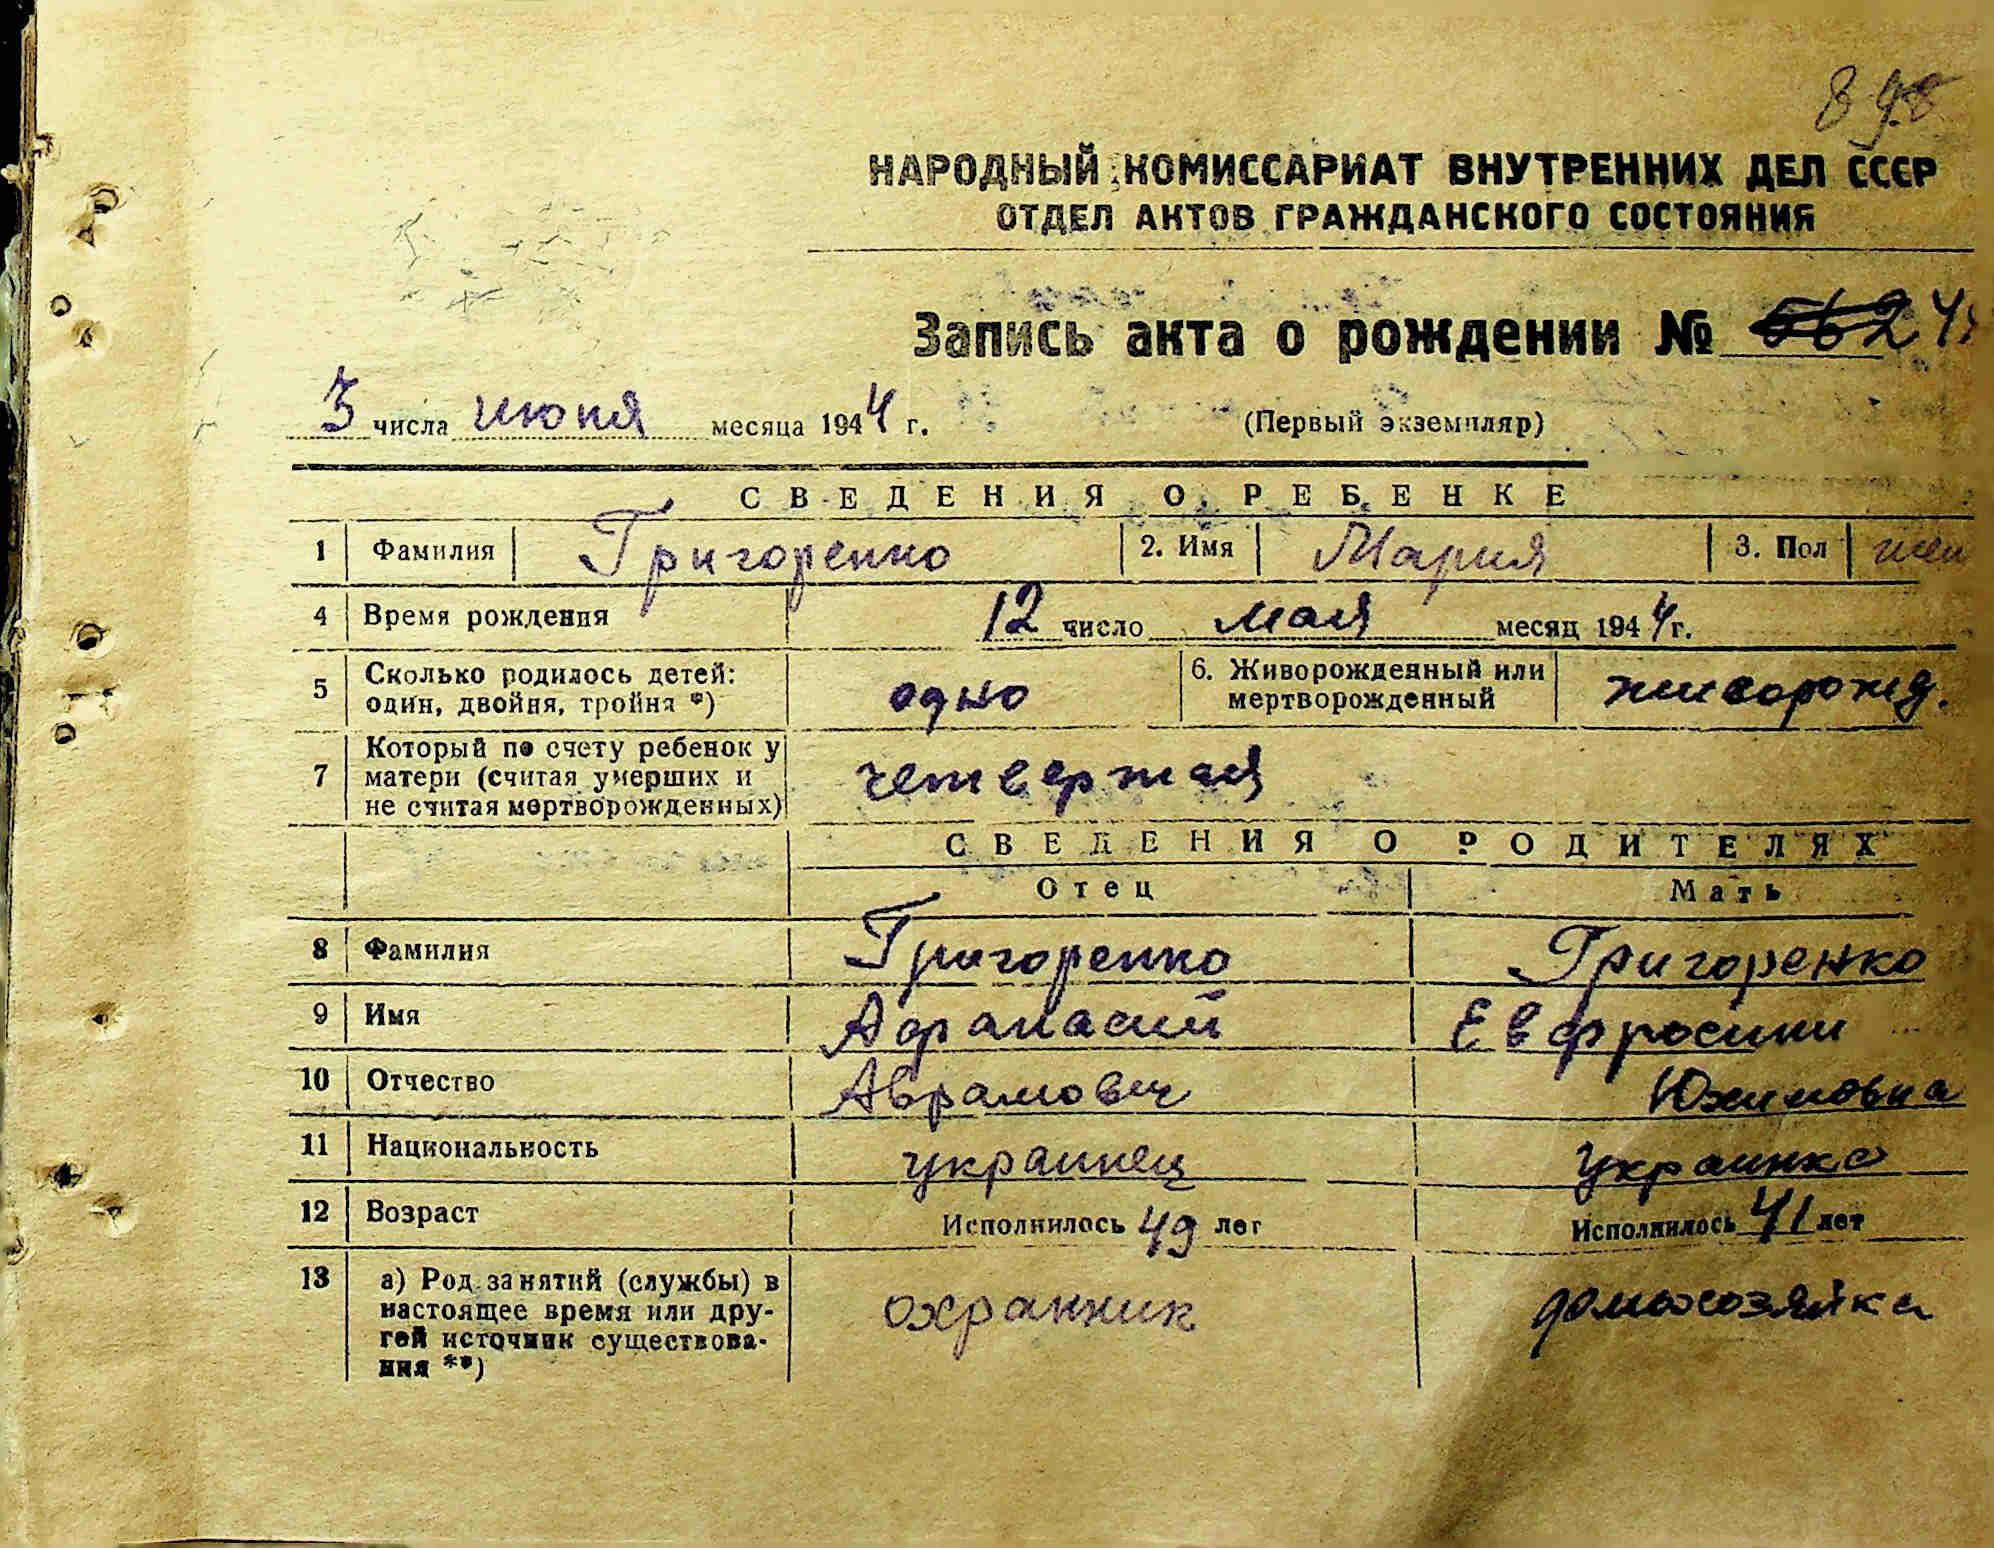 898
НАРОДНЫЙ КОМИССАРИАТ ВНУТРЕННИХ ДЕЛ СССР
ОТДЕЛ АКТОВ ГРАЖДАНСКОГО СОСТОЯНИЯ
Запись акта о рождении №
3 числа июня месяца 1944 г. (Первый экземпляр)
СВЕДЕНИЯ О РЕБЕНКЕ
1 Фамилия Григоренко 2. Имя Мария 3. Пол жен
4 Время рождения 12 число мая месяц 1944 г.
5 Сколько родилось детей: один, двойня, тройня *) одно 6. Живорожденный или мертворожденный живорожд.
7 Который по счету ребенок у матери (считая умерших и не считая мертворожденных) четвертая
СВЕДЕНИЯ О РОДИТЕЛЯХ
Отец Мать
8 Фамилия Григоренко Григоренко
9 Имя Афанасий Евфросини
10 Отчество Аврамович Юхимовна
11 Национальность украинец украинка
12 Возраст Исполнилось 49 лет Исполнилось 41 лет
13 а) Род занятий (службы) в настоящее время или другой источник существования **) охранник домохозяйка